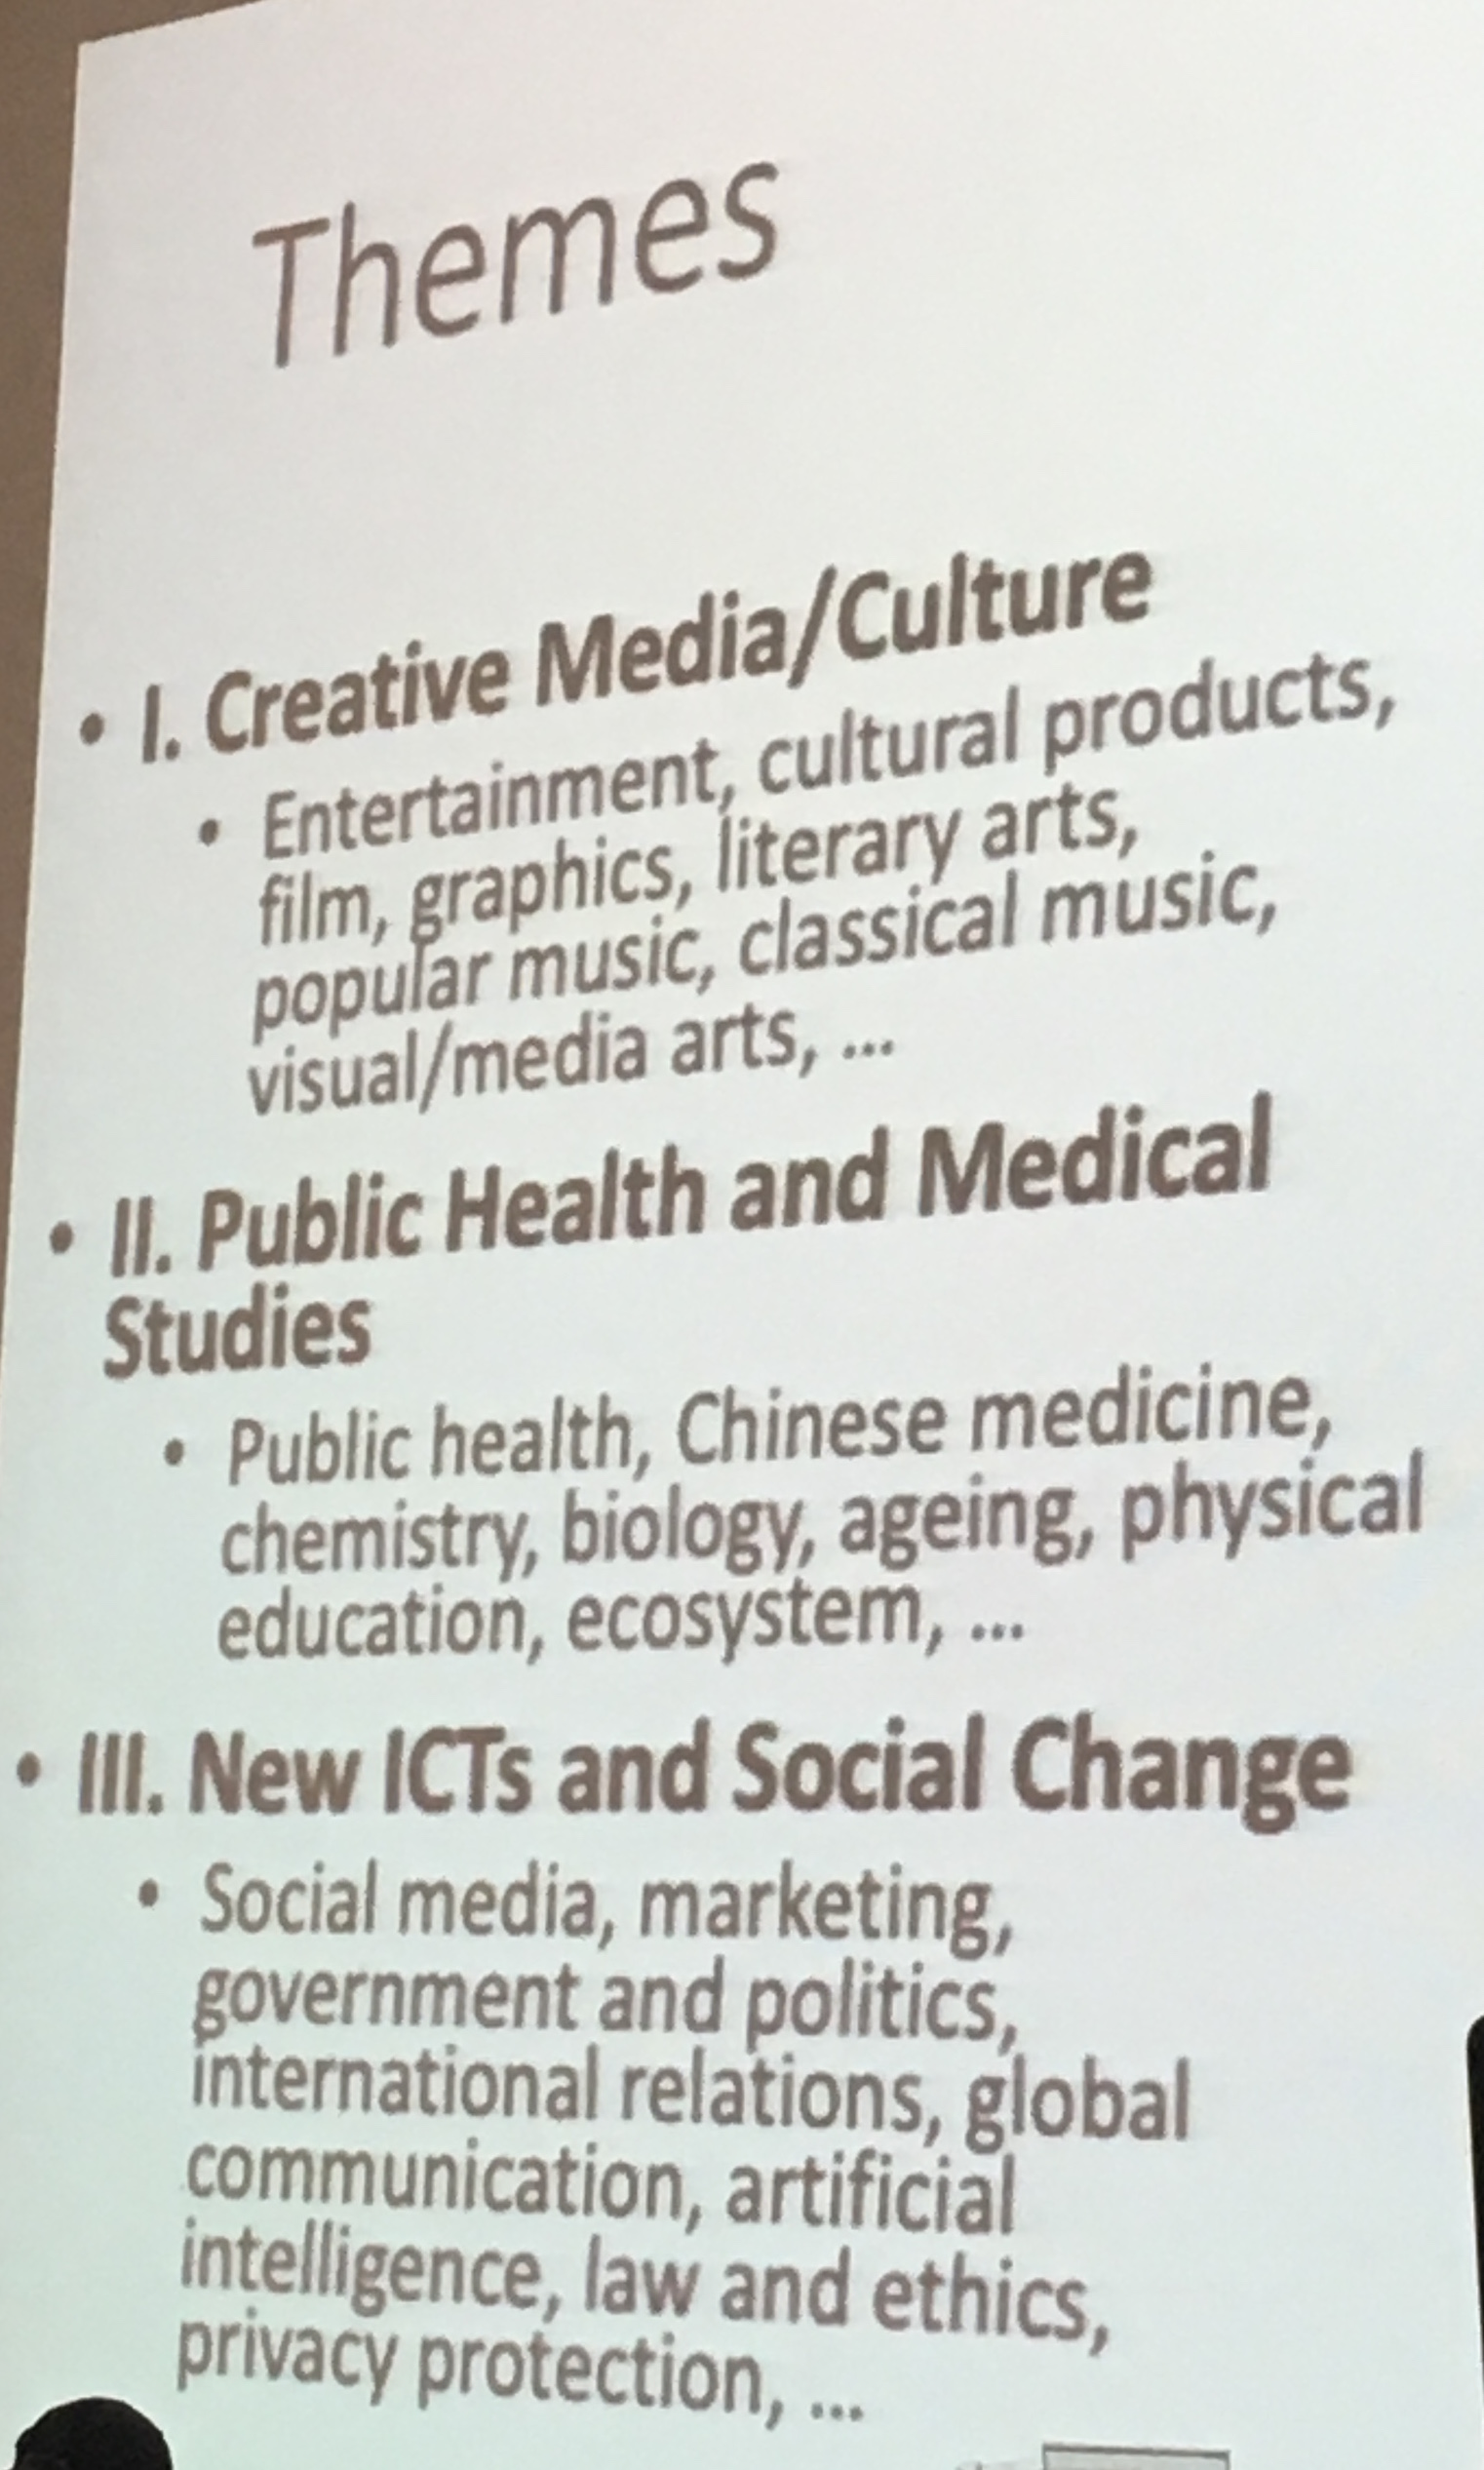 Themes
• I. Creative Media/Culture
• Entertainment, cultural products,
film, graphics, literary arts,
popular music, classical music,
visual/media arts, ...
• II. Public Health and Medical
Studies
• Public health, Chinese medicine,
chemistry, biology, ageing, physical
education, ecosystem, ...
• III. New ICTs and Social Change
• Social media, marketing,
government and politics,
international relations, global
communication, artificial
intelligence, law and ethics,
privacy protection, ...